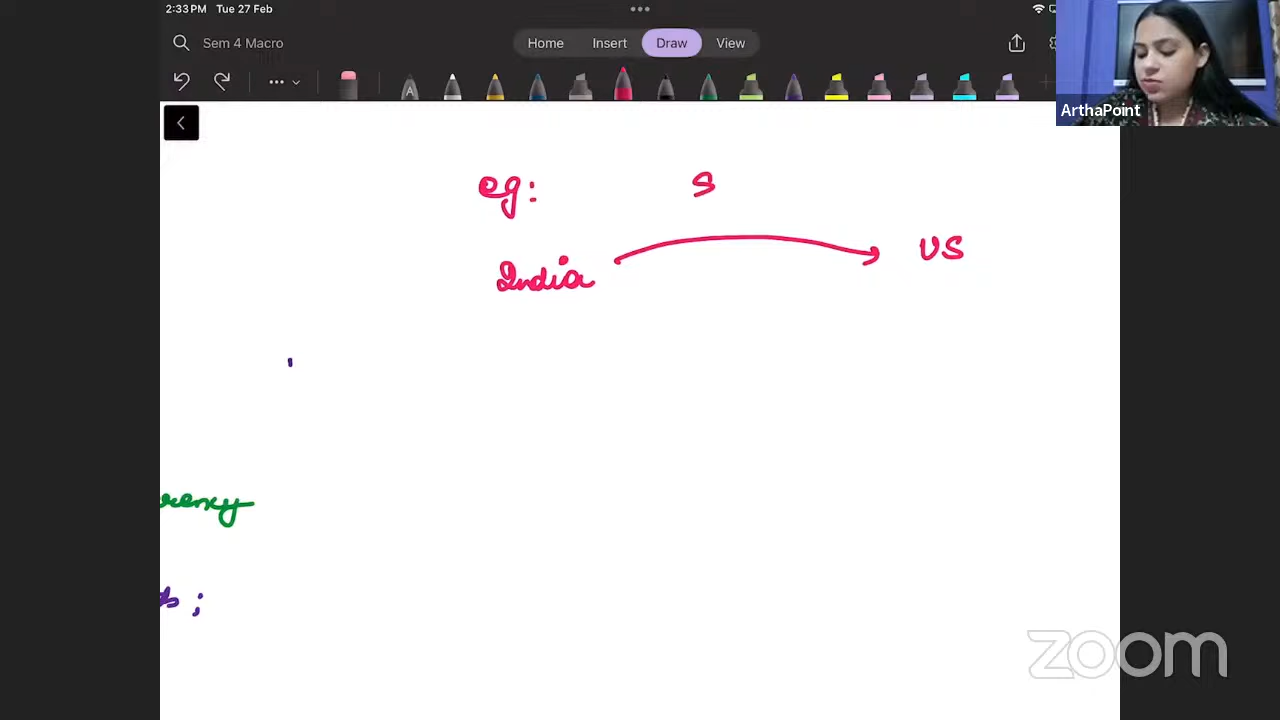 2:33 PM Tue 27 Feb
Sem 4 Macro
Home Insert Draw View
A
ArthaPoint
eg: S
India US
;
zoom